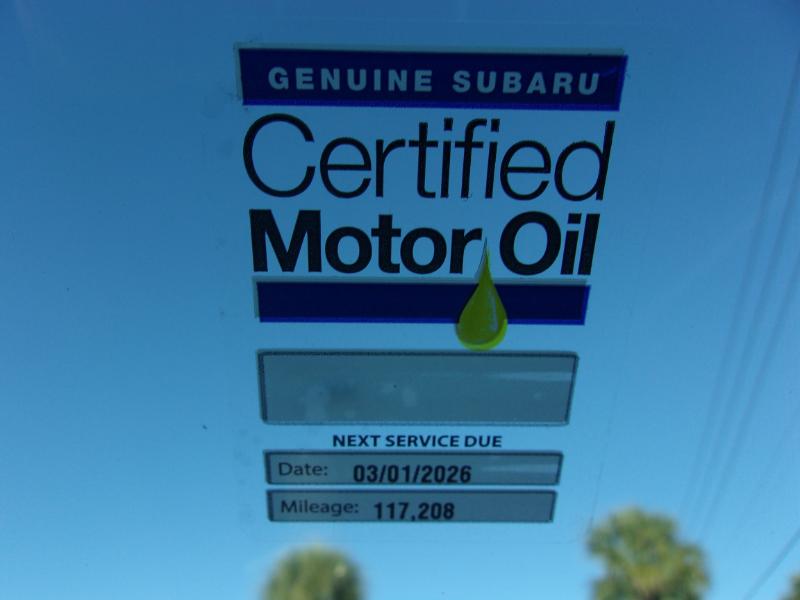 GENUINE SUBARU
Certified
Motor Oil
NEXT SERVICE DUE
Date: 03/01/2026
Mileage: 117,208